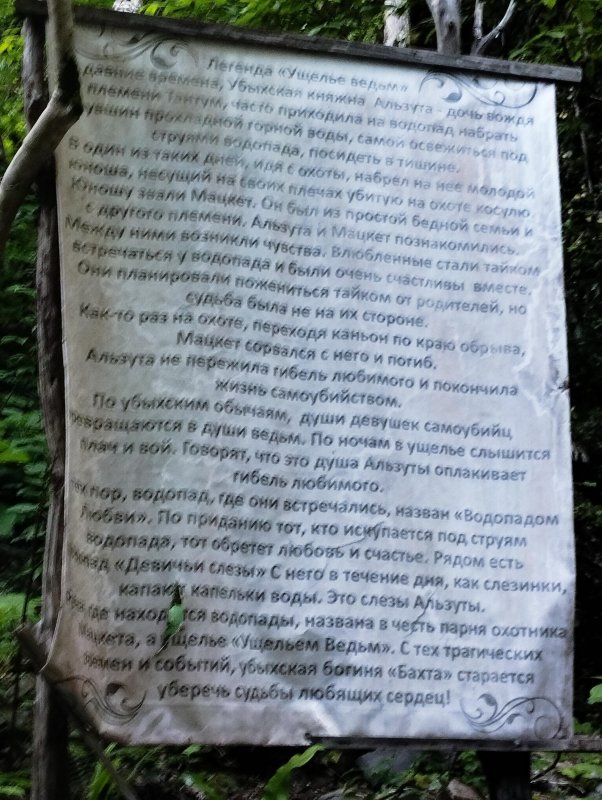 Легенда «Ущелье ведьм»
давние времена, Убыхская княжна Альзута - дочь вождя
племени Тантум, часто приходила на водопад набрать
кувшин прохладной горной воды, самой освежиться под
струями водопада, посидеть в тишине.
В один из таких дней, идя с охоты, набрел на нее молодой
юноша, несущий на своих плечах убитую на охоте косулю
Юношу звали Мацкет. Он был из простой бедной семьи и
с другого племени. Альзута и Мацкет познакомились.
Между ними возникли чувства. Влюбленные стали тайком
встречаться у водопада и были очень счастливы вместе.
Они планировали пожениться тайком от родителей, но
судьба была не на их стороне.
Как-то раз на охоте, переходя каньон по краю обрыва,
Мацкет сорвался с него и погиб.
Альзута не пережила гибель любимого и покончила
жизнь самоубийством.
По убыхским обычаям, души девушек самоубийц
превращаются в души ведьм. По ночам в ущелье слышится
плач и вой. Говорят, что это душа Альзуты оплакивает
гибель любимого.
тех пор, водопад, где они встречались, назван «Водопадом
Любви». По приданию тот, кто искупается под струям
водопада, тот обретет любовь и счастье. Рядом есть
«Девичьи слезы» С него в течение дня, как слезинки,
капают капельки воды. Это слезы Альзуты.
где находятся водопады, названа в честь парня охотника
Мацкета, а ущелье «Ущельем Ведьм». С тех трагических
времен и событий, убыхская богиня «Бахта» старается
уберечь судьбы любящих сердец!